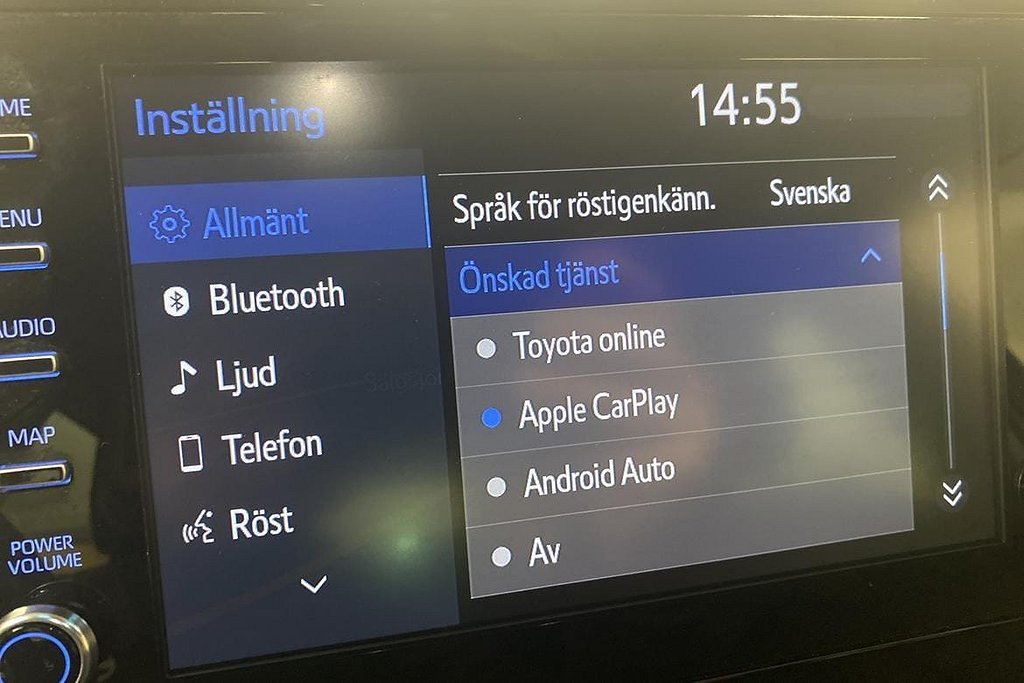 ME
ENU
AUDIO
MAP
POWER
VOLUME
Inställning
14:55
Allmänt
Bluetooth
Ljud
Telefon
Röst
Språk för röstigenkänn. Svenska
Önskad tjänst
Toyota online
Apple CarPlay
Android Auto
Av